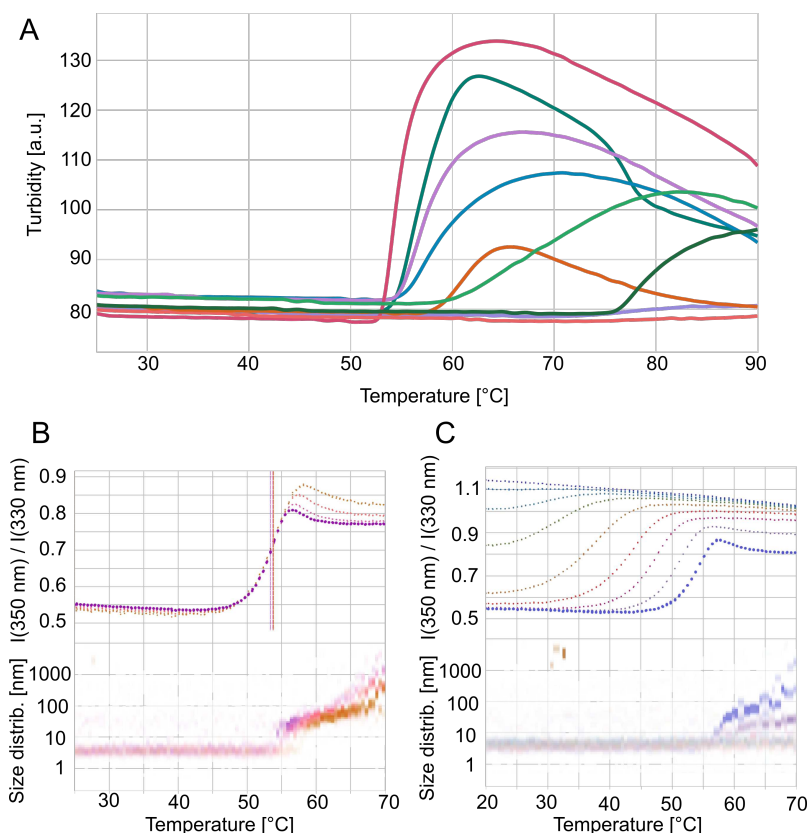 A
Turbidity [a.u.]
130
120
110
100
90
80
30 40 50 60 70 80 90
Temperature [°C]
B
I(350 nm) / I(330 nm)
0.9
0.8
0.7
0.6
0.5
Size distrib. [nm]
1000
100
10
1
30 40 50 60 70
Temperature [°C]
C
I(350 nm) / I(330 nm)
1.1
0.9
0.7
0.5
Size distrib. [nm]
1000
100
10
1
20 30 40 50 60 70
Temperature [°C]